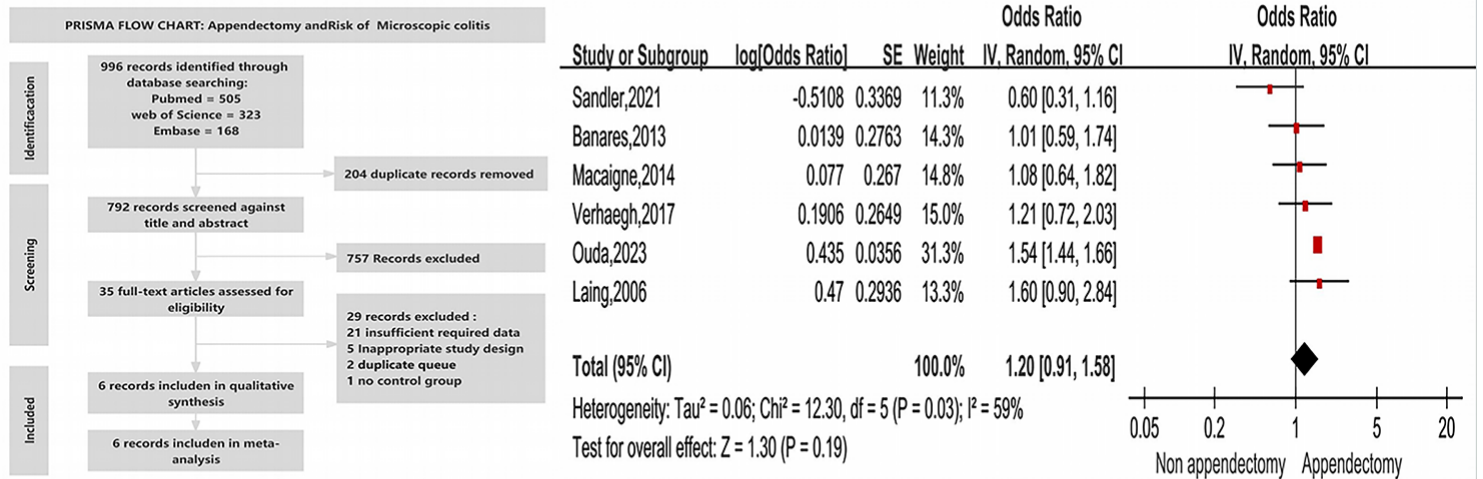 PRISMA FLOW CHART: Appendectomy andRisk of Microscopic colitis
Identificacation
996 records identified through
database searching:
Pubmed = 505
web of Science = 323
Embase = 168
204 duplicate records removed
Screening
792 records screened against
title and abstract
757 Records excluded
35 full-text articles assessed for
eligibility
29 records excluded :
21 insufficient required data
5 Inappropriate study design
2 duplicate queue
1 no control group
Included
6 records included in qualitative
synthesis
6 records included in meta-
analysis
Odds Ratio Odds Ratio
Study or Subgroup log[Odds Ratio] SE Weight IV, Random, 95% CI IV, Random, 95% CI
Sandler,2021 -0.5108 0.3369 11.3% 0.60 [0.31, 1.16]
Banares,2013 0.0139 0.2763 14.3% 1.01 [0.59, 1.74]
Macaigne,2014 0.077 0.267 14.8% 1.08 [0.64, 1.82]
Verhaegh,2017 0.1906 0.2649 15.0% 1.21 [0.72, 2.03]
Ouda,2023 0.435 0.0356 31.3% 1.54 [1.44, 1.66]
Laing,2006 0.47 0.2936 13.3% 1.60 [0.90, 2.84]
Total (95% CI) 100.0% 1.20 [0.91, 1.58]
Heterogeneity: Tau² = 0.06; Chi² = 12.30, df = 5 (P = 0.03); I² = 59%
Test for overall effect: Z = 1.30 (P = 0.19)
0.05 0.2 1 5 20
Non appendectomy Appendectomy